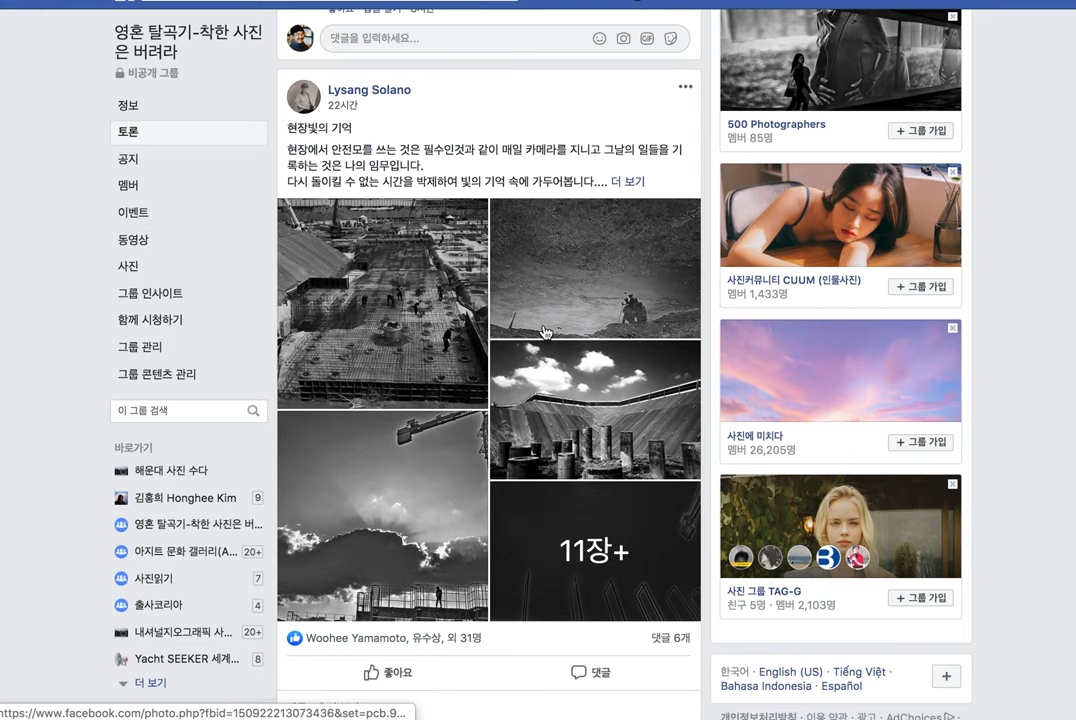 영혼 탈곡기-착한 사진
은 버려라
비공개 그룹
정보
토론
공지
멤버
이벤트
동영상
사진
그룹 인사이트
함께 시청하기
그룹 관리
그룹 콘텐츠 관리
이 그룹 검색
바로가기
해운대 사진 수다
김홍희 Honghee Kim 9
영혼 탈곡기-착한 사진은 버...
아지트 문화 갤러리(A... 20+
사진읽기 7
출사코리아 4
내셔널지오그래픽 사... 20+
Yacht SEEKER 세계... 8
더 보기
https://www.facebook.com/photo.php?fbid=150922213073436&set=pcb.9...
댓글을 입력하세요...
GIF
Lysang Solano
22시간
현장빛의 기억
현장에서 안전모를 쓰는 것은 필수인것과 같이 매일 카메라를 지니고 그날의 일들을 기
록하는 것은 나의 임무입니다.
다시 돌이킬 수 없는 시간을 박제하여 빛의 기억 속에 가두어봅니다.... 더 보기
11장+
Woohee Yamamoto, 유수상, 외 31명
댓글 6개
좋아요
댓글
500 Photographers
멤버 85명
+ 그룹 가입
사진커뮤니티 CUUM (인물사진)
멤버 1,433명
+ 그룹 가입
사진에 미치다
멤버 26,205명
+ 그룹 가입
사진 그룹 TAG-G
친구 5명 · 멤버 2,103명
+ 그룹 가입
한국어 · English (US) · Tiếng Việt ·
Bahasa Indonesia · Español
개인정보처리방침 · 이용 약관 · 광고 · AdChoices